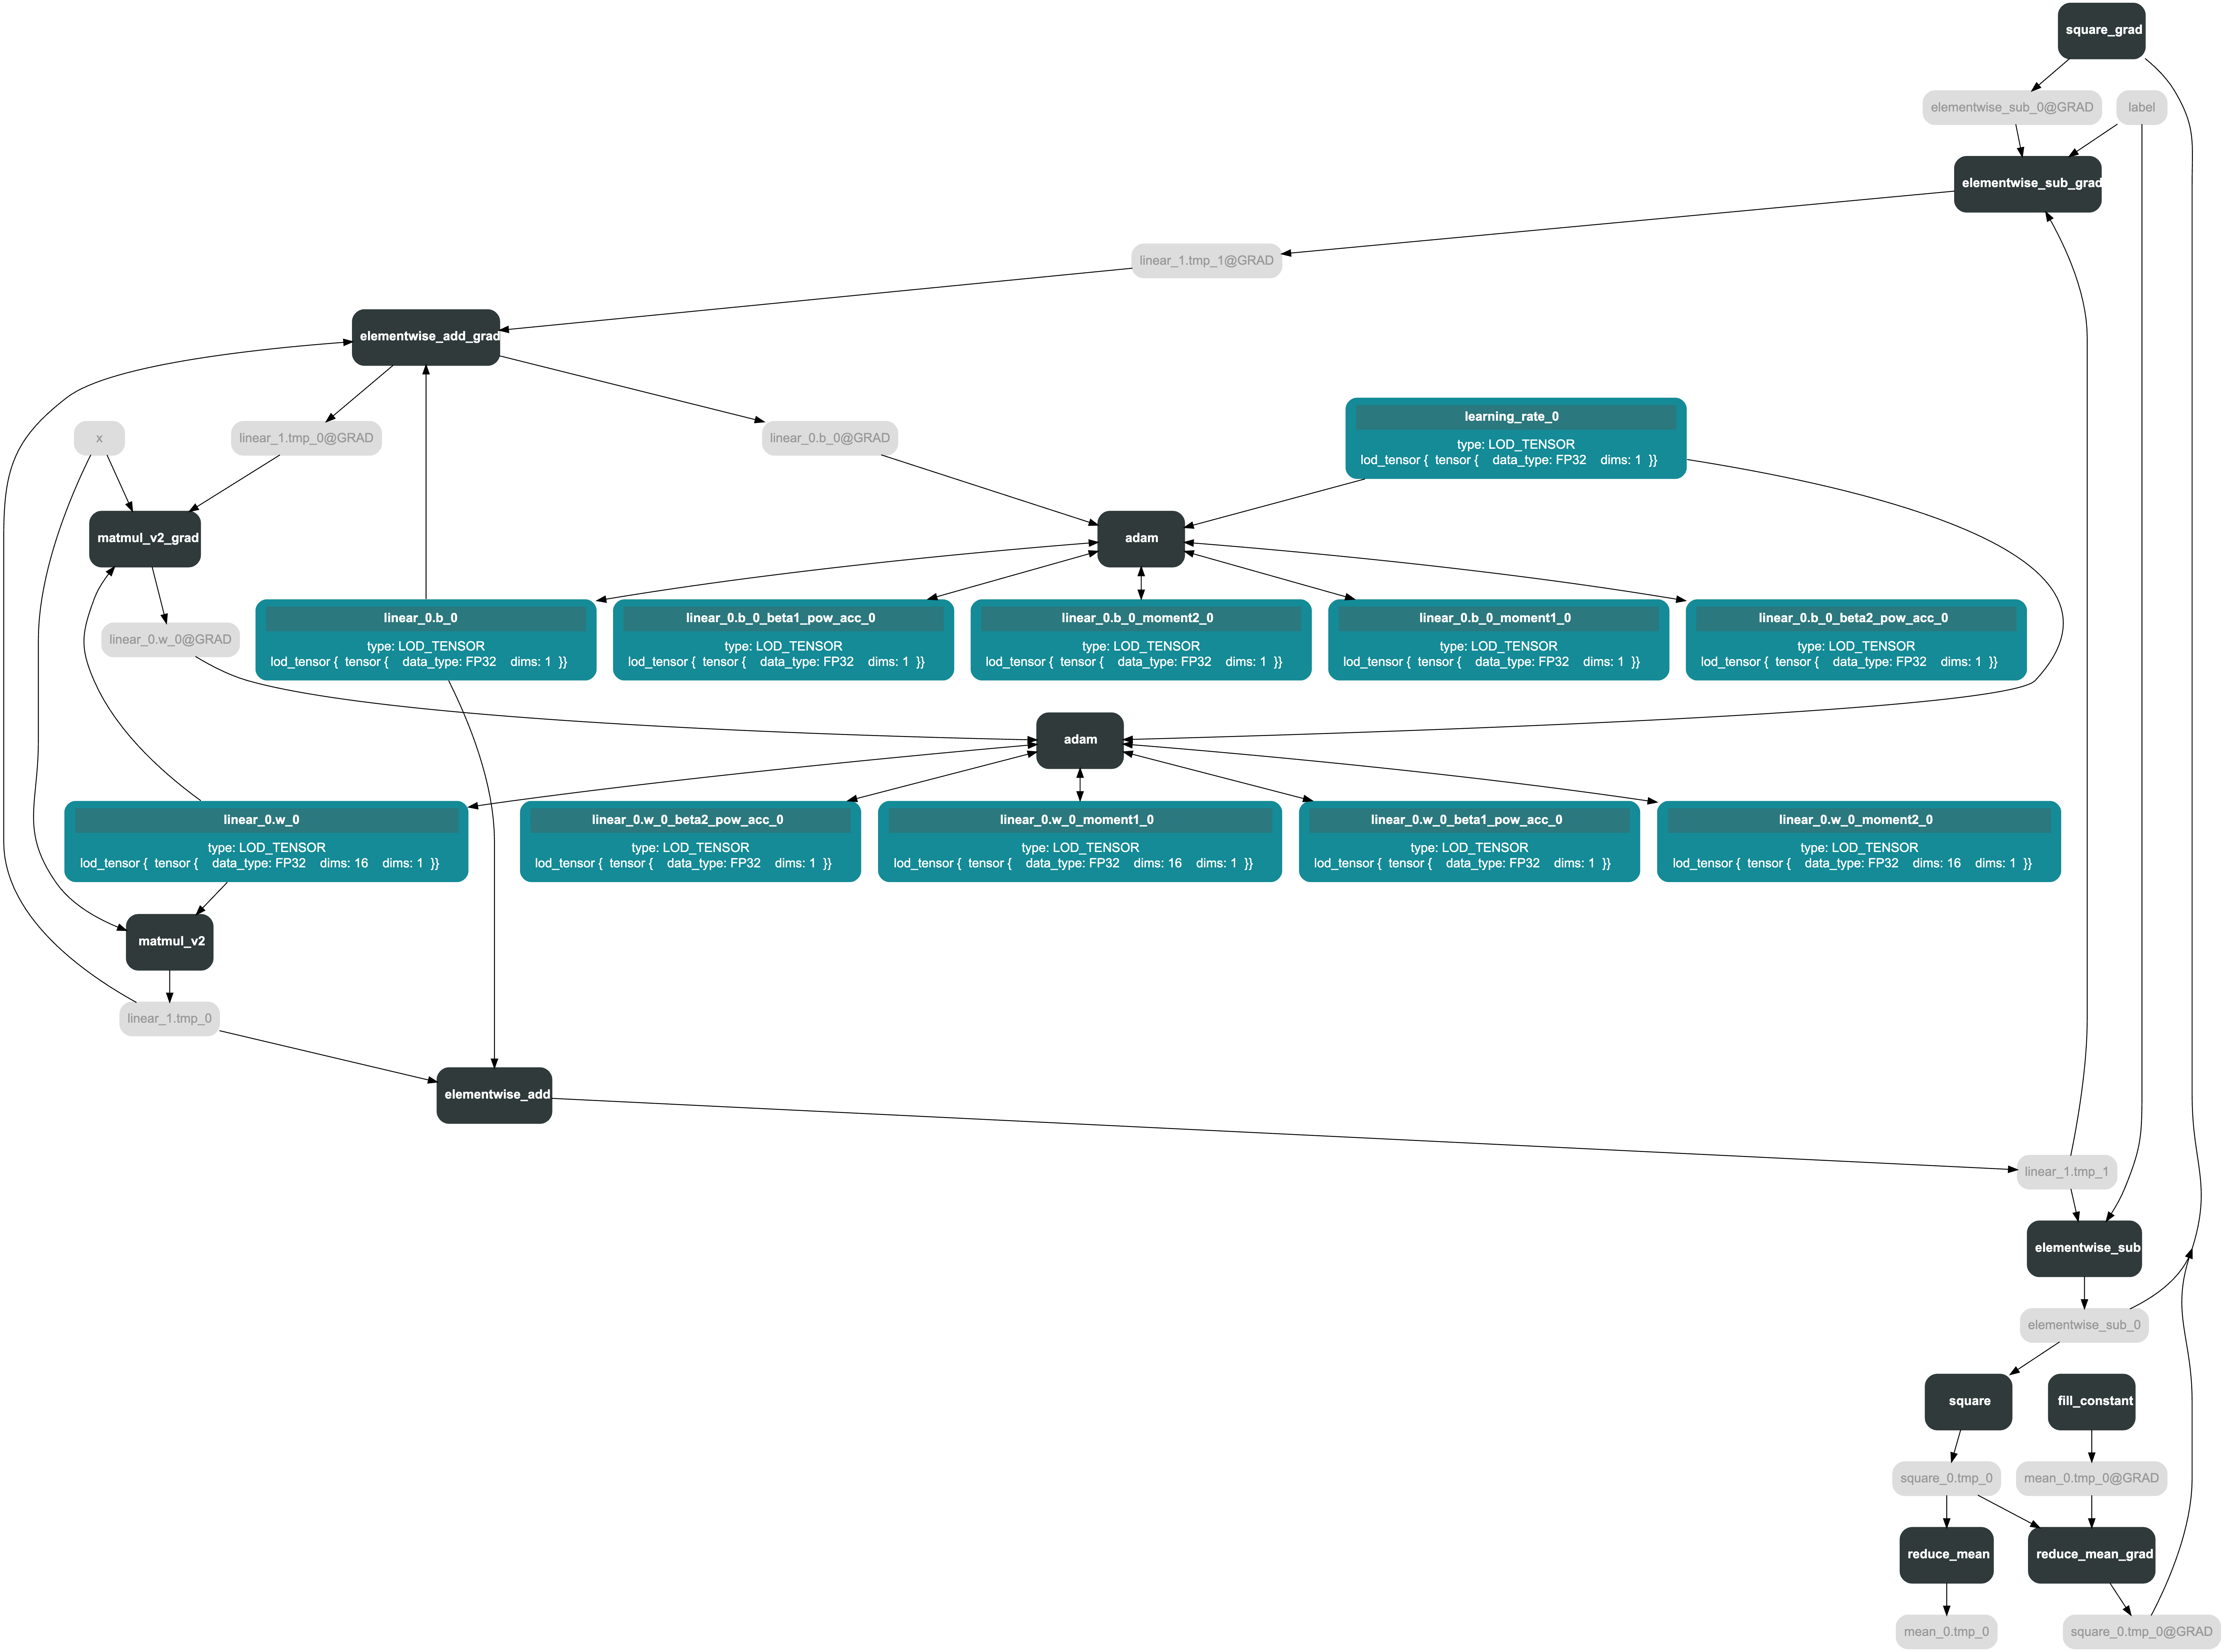 square_grad
elementwise_sub_0@GRAD
label
elementwise_sub_grad
linear_1.tmp_1@GRAD
elementwise_add_grad
x
linear_1.tmp_0@GRAD
linear_0.b_0@GRAD
learning_rate_0
type: LOD_TENSOR
lod_tensor { tensor { data_type: FP32 dims: 1 }}
matmul_v2_grad
adam
linear_0.w_0@GRAD
linear_0.b_0
type: LOD_TENSOR
lod_tensor { tensor { data_type: FP32 dims: 1 }}
linear_0.b_0_beta1_pow_acc_0
type: LOD_TENSOR
lod_tensor { tensor { data_type: FP32 dims: 1 }}
linear_0.b_0_moment2_0
type: LOD_TENSOR
lod_tensor { tensor { data_type: FP32 dims: 1 }}
linear_0.b_0_moment1_0
type: LOD_TENSOR
lod_tensor { tensor { data_type: FP32 dims: 1 }}
linear_0.b_0_beta2_pow_acc_0
type: LOD_TENSOR
lod_tensor { tensor { data_type: FP32 dims: 1 }}
adam
linear_0.w_0
type: LOD_TENSOR
lod_tensor { tensor { data_type: FP32 dims: 16 dims: 1 }}
linear_0.w_0_beta2_pow_acc_0
type: LOD_TENSOR
lod_tensor { tensor { data_type: FP32 dims: 1 }}
linear_0.w_0_moment1_0
type: LOD_TENSOR
lod_tensor { tensor { data_type: FP32 dims: 16 dims: 1 }}
linear_0.w_0_beta1_pow_acc_0
type: LOD_TENSOR
lod_tensor { tensor { data_type: FP32 dims: 1 }}
linear_0.w_0_moment2_0
type: LOD_TENSOR
lod_tensor { tensor { data_type: FP32 dims: 16 dims: 1 }}
matmul_v2
linear_1.tmp_0
elementwise_add
linear_1.tmp_1
elementwise_sub
elementwise_sub_0
square
fill_constant
square_0.tmp_0
mean_0.tmp_0@GRAD
reduce_mean
reduce_mean_grad
mean_0.tmp_0
square_0.tmp_0@GRAD